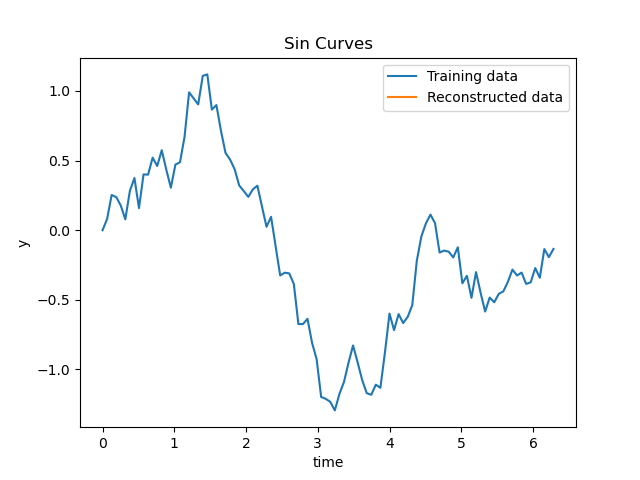 Sin Curves
Training data
Reconstructed data
1.0
0.5
0.0
−0.5
−1.0
y
0 1 2 3 4 5 6
time